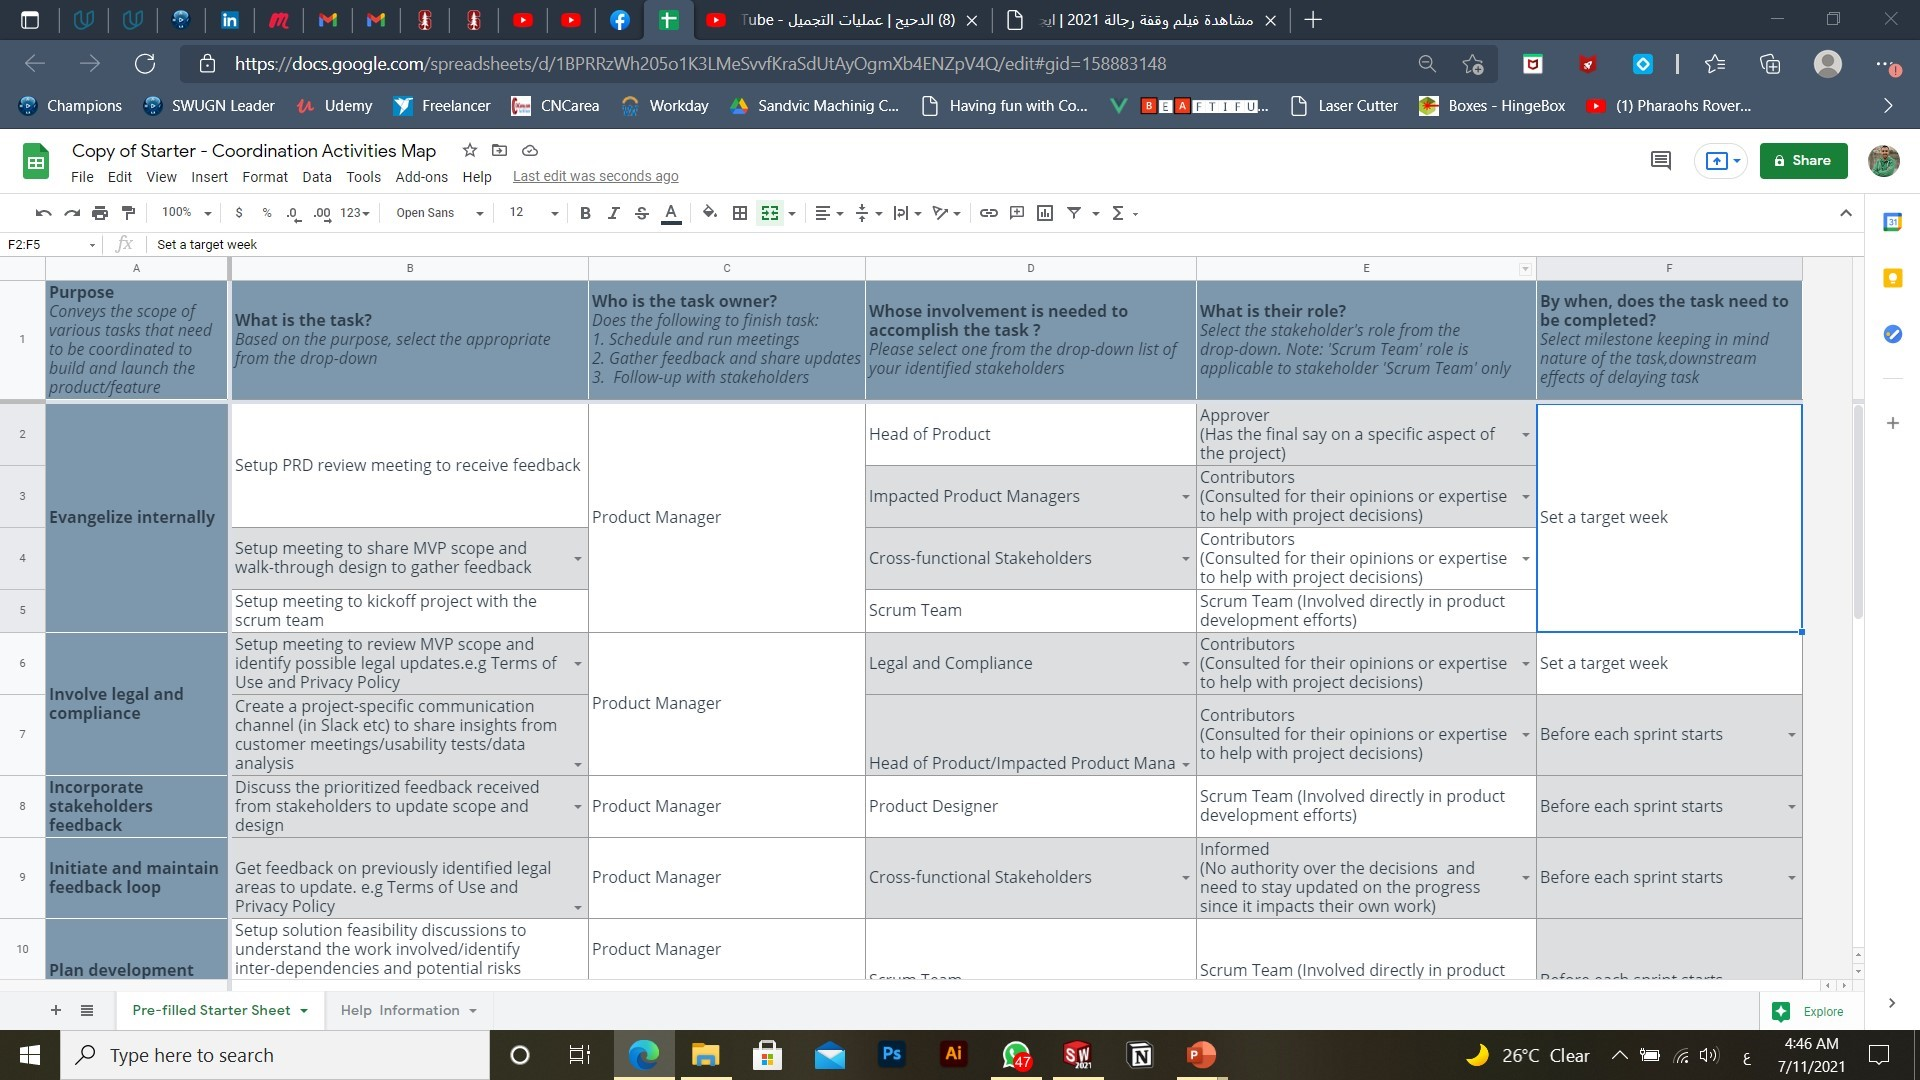 (8) الدحيح | عمليات التجميل - Tube
مشاهدة فيلم وقفة رجالة 2021 | ايج
https://docs.google.com/spreadsheets/d/1BPRRzWh205o1K3LMeSvvfKraSdUtAyOgmXb4ENZpV4Q/edit#gid=158883148
Champions SWUGN Leader Udemy Freelancer CNCarea Workday Sandvic Machinig C... Having fun with Co... BEAFTIFU... Laser Cutter Boxes - HingeBox (1) Pharaohs Rover...
Copy of Starter - Coordination Activities Map
File Edit View Insert Format Data Tools Add-ons Help Last edit was seconds ago
Share
100% $ % .0 .00 123 Open Sans 12 B I S A
F2:F5 fx Set a target week
A B C D E F
1
Purpose
Conveys the scope of
various tasks that need
to be coordinated to
build and launch the
product/feature
What is the task?
Based on the purpose, select the appropriate
from the drop-down
Who is the task owner?
Does the following to finish task:
1. Schedule and run meetings
2. Gather feedback and share updates
3. Follow-up with stakeholders
Whose involvement is needed to
accomplish the task ?
Please select one from the drop-down list of
your identified stakeholders
What is their role?
Select the stakeholder's role from the
drop-down. Note: 'Scrum Team' role is
applicable to stakeholder 'Scrum Team' only
By when, does the task need to
be completed?
Select milestone keeping in mind
nature of the task,downstream
effects of delaying task
2
Evangelize internally
Setup PRD review meeting to receive feedback
Product Manager
Head of Product
Approver
(Has the final say on a specific aspect of
the project)
Set a target week
3
Impacted Product Managers
Contributors
(Consulted for their opinions or expertise
to help with project decisions)
4
Setup meeting to share MVP scope and
walk-through design to gather feedback
Cross-functional Stakeholders
Contributors
(Consulted for their opinions or expertise
to help with project decisions)
5
Setup meeting to kickoff project with the
scrum team
Scrum Team
Scrum Team (Involved directly in product
development efforts)
6
Involve legal and
compliance
Setup meeting to review MVP scope and
identify possible legal updates.e.g Terms of
Use and Privacy Policy
Product Manager
Legal and Compliance
Contributors
(Consulted for their opinions or expertise
to help with project decisions)
Set a target week
7
Create a project-specific communication
channel (in Slack etc) to share insights from
customer meetings/usability tests/data
analysis
Head of Product/Impacted Product Mana
Contributors
(Consulted for their opinions or expertise
to help with project decisions)
Before each sprint starts
8
Incorporate
stakeholders
feedback
Discuss the prioritized feedback received
from stakeholders to update scope and
design
Product Manager
Product Designer
Scrum Team (Involved directly in product
development efforts)
Before each sprint starts
9
Initiate and maintain
feedback loop
Get feedback on previously identified legal
areas to update. e.g Terms of Use and
Privacy Policy
Product Manager
Cross-functional Stakeholders
Informed
(No authority over the decisions and
need to stay updated on the progress
since it impacts their own work)
Before each sprint starts
10
Plan development
Setup solution feasibility discussions to
understand the work involved/identify
inter-dependencies and potential risks
Product Manager
Scrum Team
Scrum Team (Involved directly in product
Before each sprint starts
Pre-filled Starter Sheet Help Information Explore
Type here to search
Ps Ai 47 SW 2021 N P
26°C Clear
ع
4:46 AM
7/11/2021
31